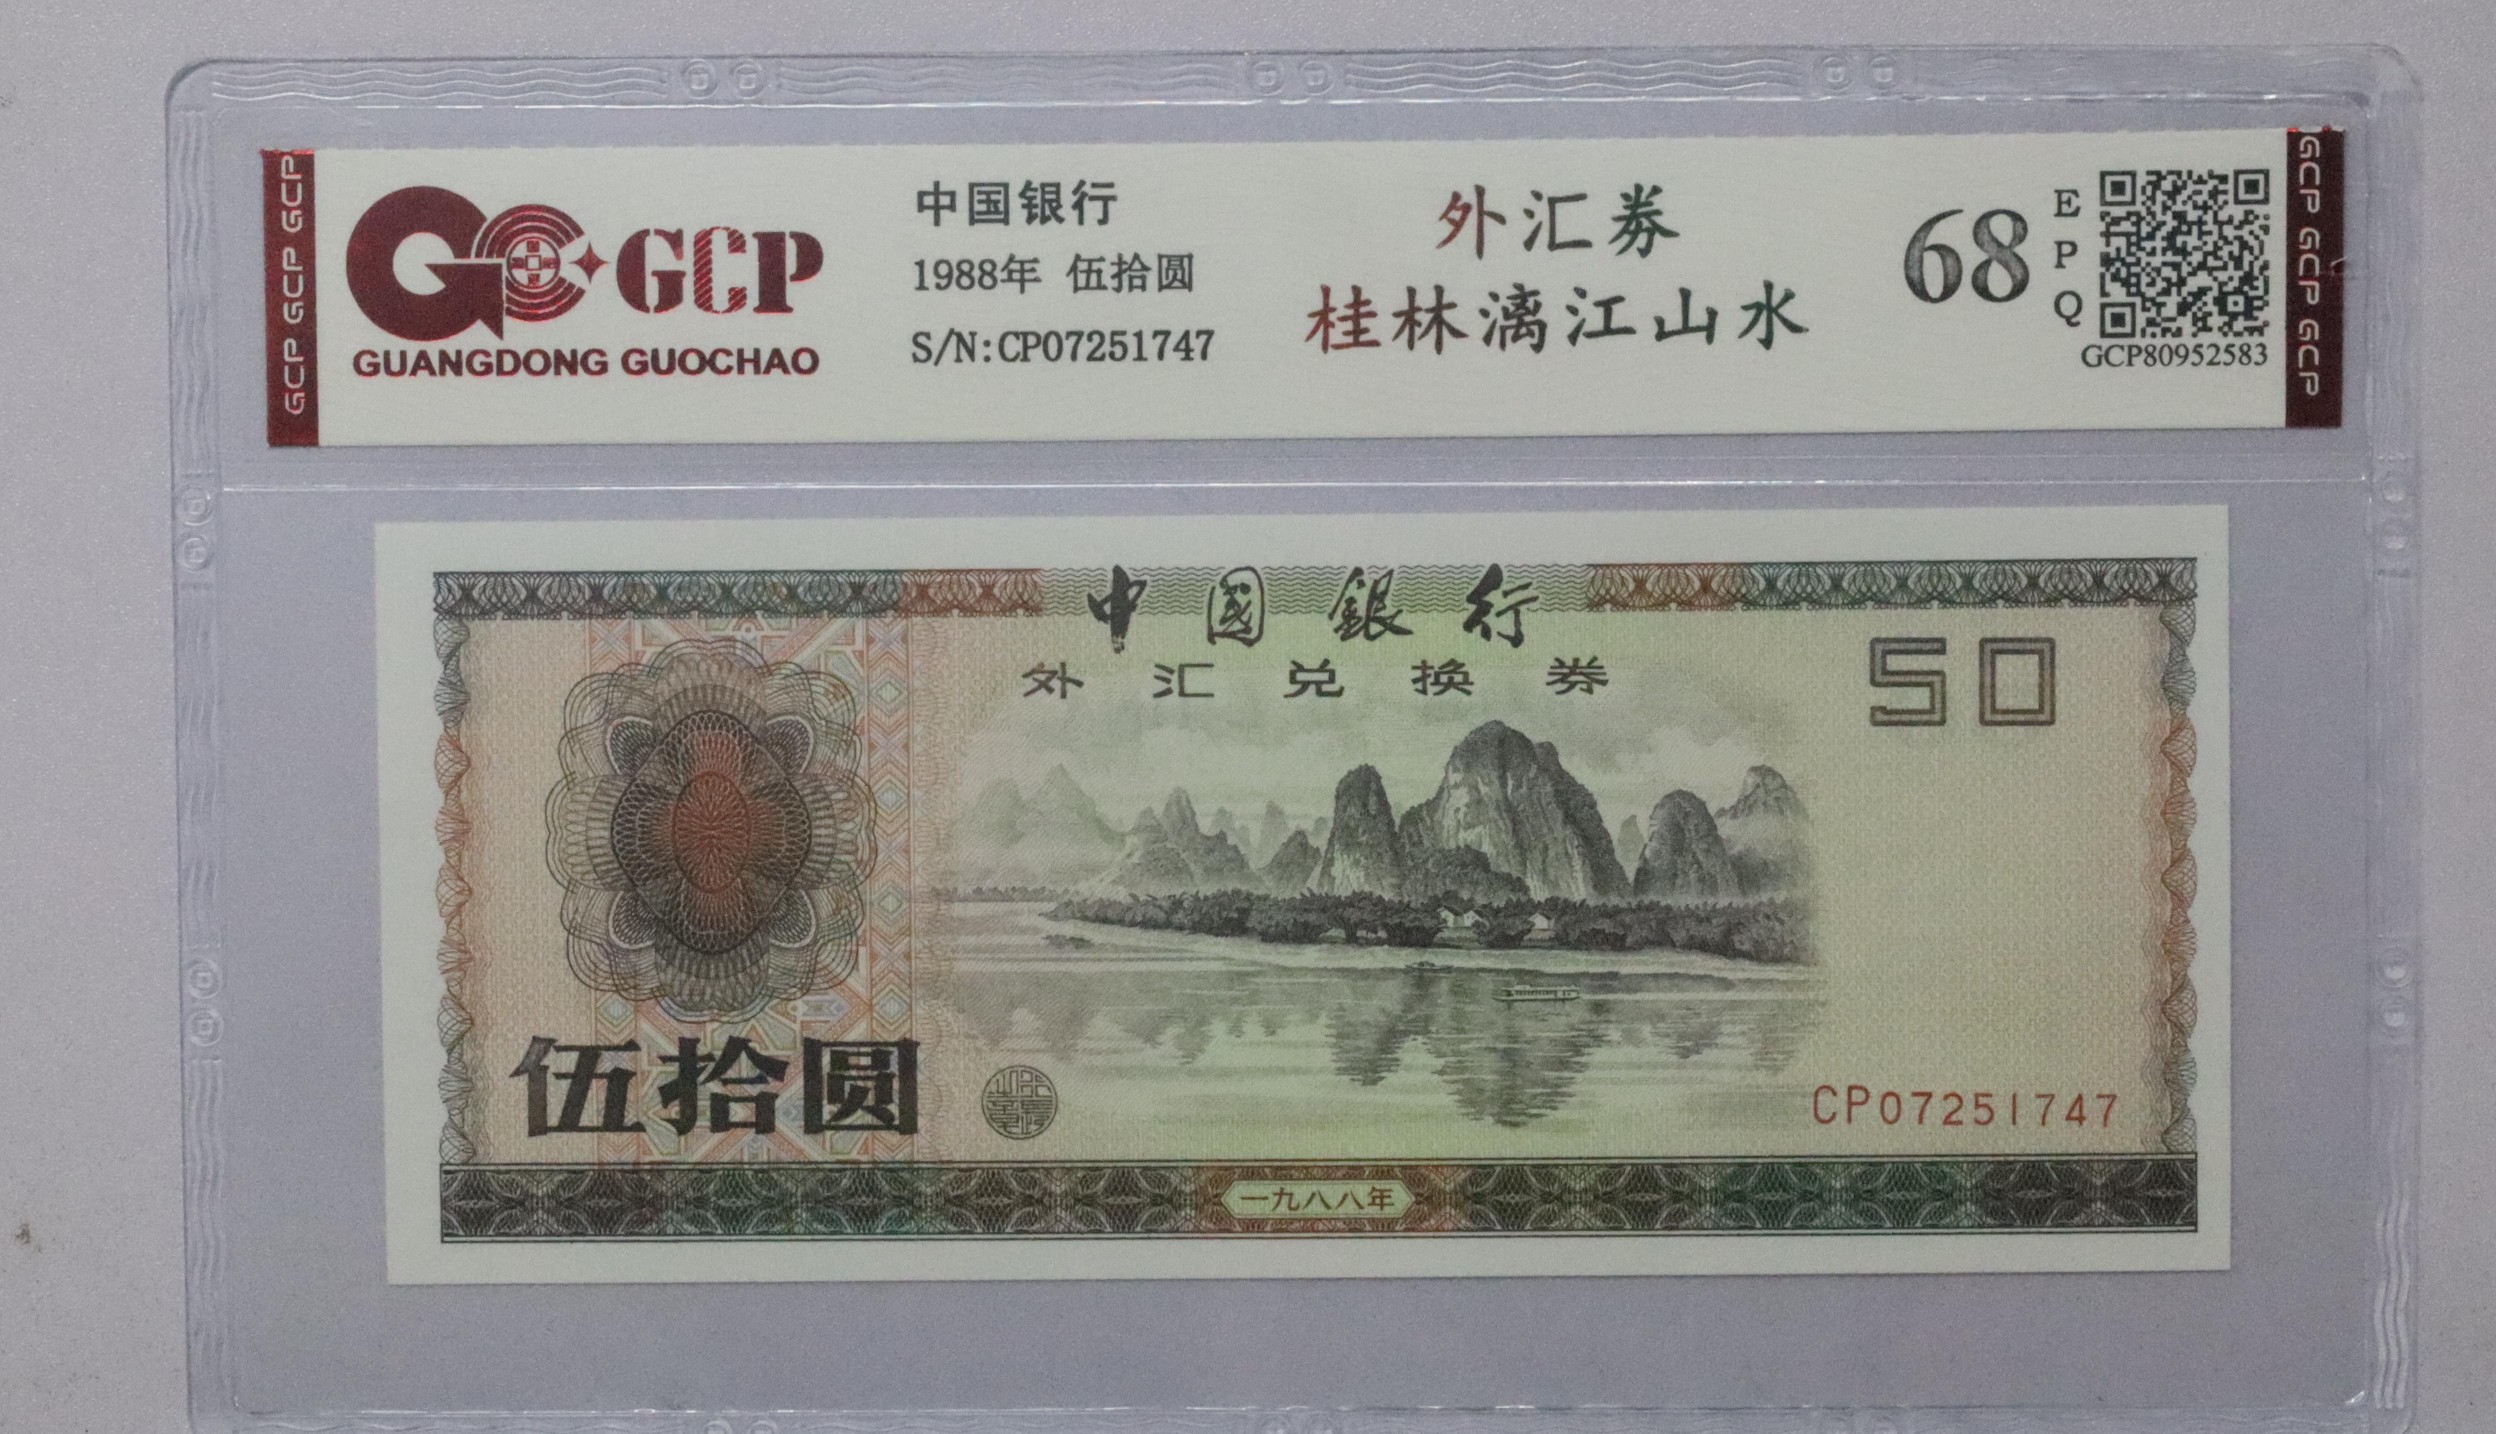 GCP GCP GCP
GCP
GUANGDONG GUOCHAO
中国银行
1988年 伍拾圆
S/N:CP07251747
外汇券
桂林漓江山水
68
EPQ
GCP80952583
GCP GCP GCP
中國銀行
外汇兑换券
50
伍拾圆
CP07251747
一九八八年